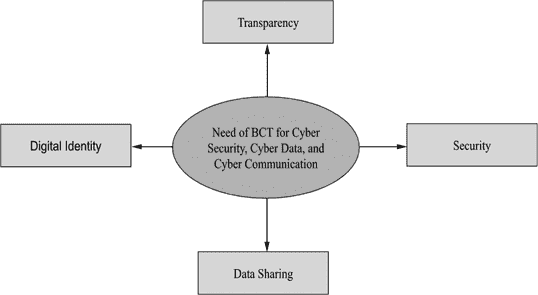 Transparency
Digital Identity
Need of BCT for Cyber
Security, Cyber Data, and
Cyber Communication
Security
Data Sharing